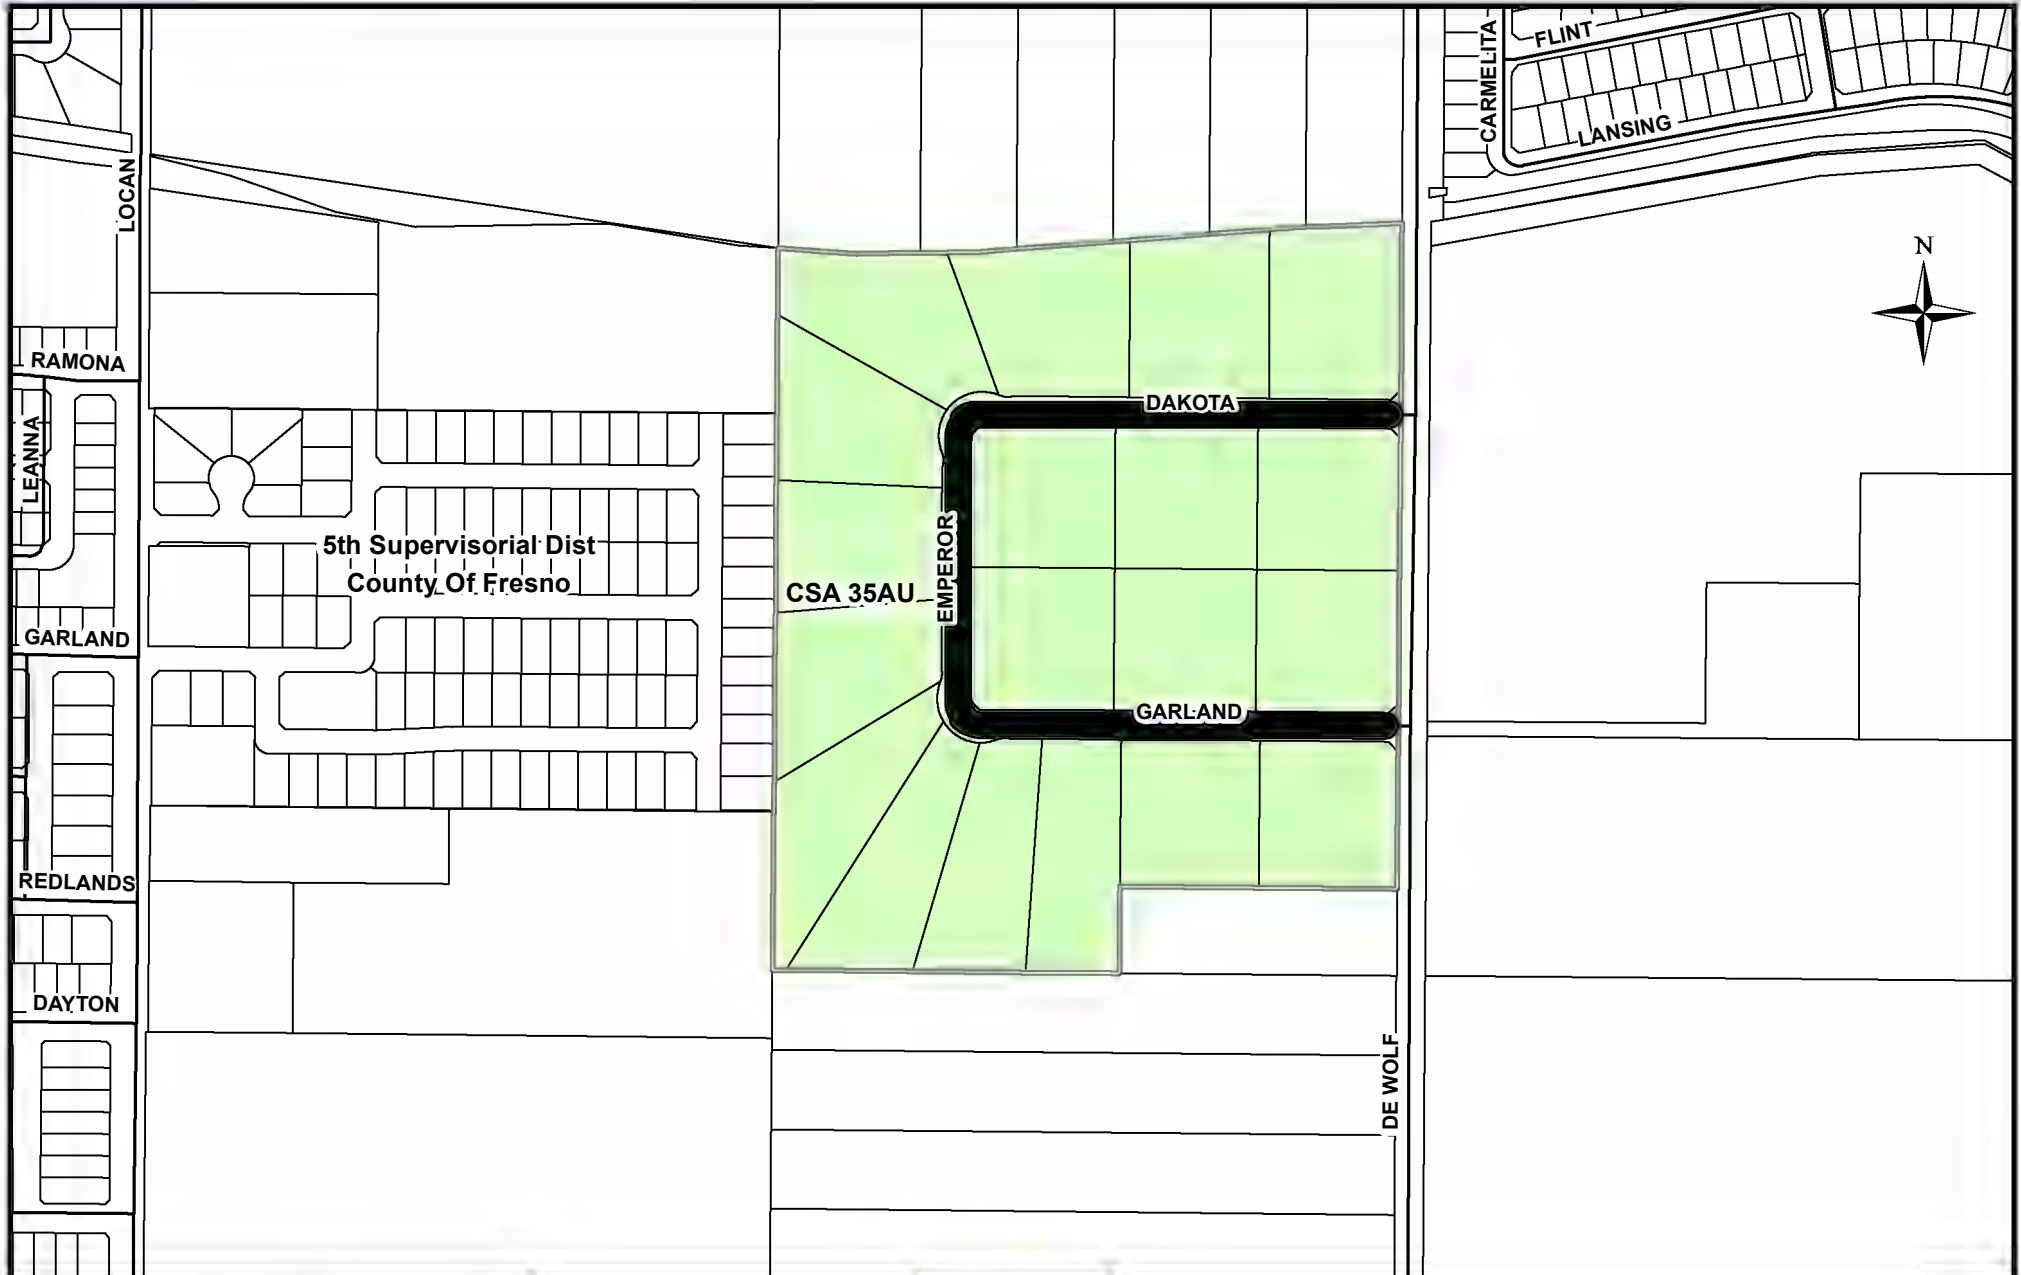 FLINT
CARMELITA
LANSING
LOCAN
N
RAMONA
DAKOTA
LEANNA
5th Supervisorial Dist
County Of Fresno
CSA 35AU
EMPEROR
GARLAND
GARLAND
REDLANDS
DAYTON
DE WOLF